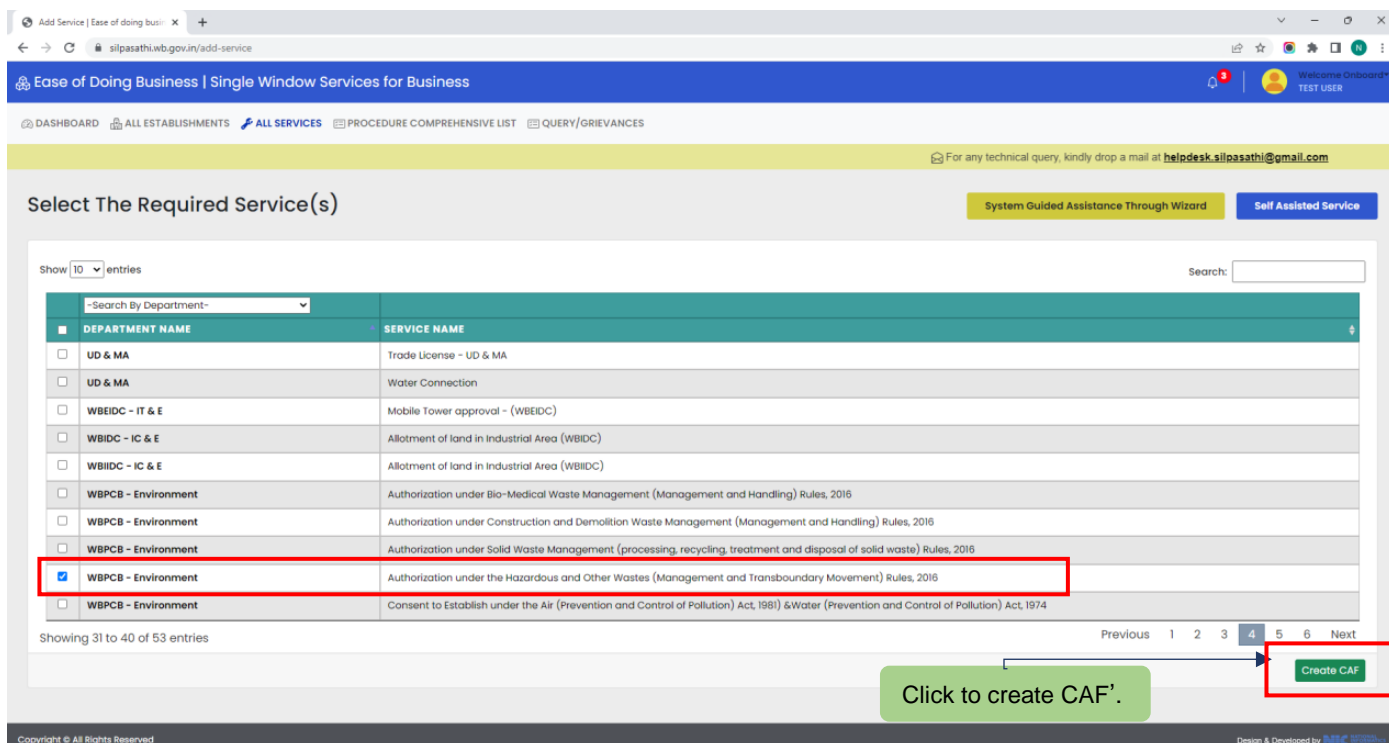 Add Service | Ease of doing busin
silpasathi.wb.gov.in/add-service
N
Ease of Doing Business | Single Window Services for Business
3
Welcome Onboard*
TEST USER
DASHBOARD ALL ESTABLISHMENTS ALL SERVICES PROCEDURE COMPREHENSIVE LIST QUERY/GRIEVANCES
For any technical query, kindly drop a mail at helpdesk.silpasathi@gmail.com
Select The Required Service(s)
System Guided Assistance Through Wizard Self Assisted Service
Show 10 entries Search:
-Search By Department-
DEPARTMENT NAME SERVICE NAME
UD & MA Trade License - UD & MA
UD & MA Water Connection
WBEIDC - IT & E Mobile Tower approval - (WBEIDC)
WBIDC - IC & E Allotment of land in Industrial Area (WBIDC)
WBIIDC - IC & E Allotment of land in Industrial Area (WBIIDC)
WBPCB - Environment Authorization under Bio-Medical Waste Management (Management and Handling) Rules, 2016
WBPCB - Environment Authorization under Construction and Demolition Waste Management (Management and Handling) Rules, 2016
WBPCB - Environment Authorization under Solid Waste Management (processing, recycling, treatment and disposal of solid waste) Rules, 2016
WBPCB - Environment Authorization under the Hazardous and Other Wastes (Management and Transboundary Movement) Rules, 2016
WBPCB - Environment Consent to Establish under the Air (Prevention and Control of Pollution) Act, 1981) &Water (Prevention and Control of Pollution) Act, 1974
Showing 31 to 40 of 53 entries Previous 1 2 3 4 5 6 Next
Create CAF
Click to create CAF’.
Copyright © All Rights Reserved Design & Developed by